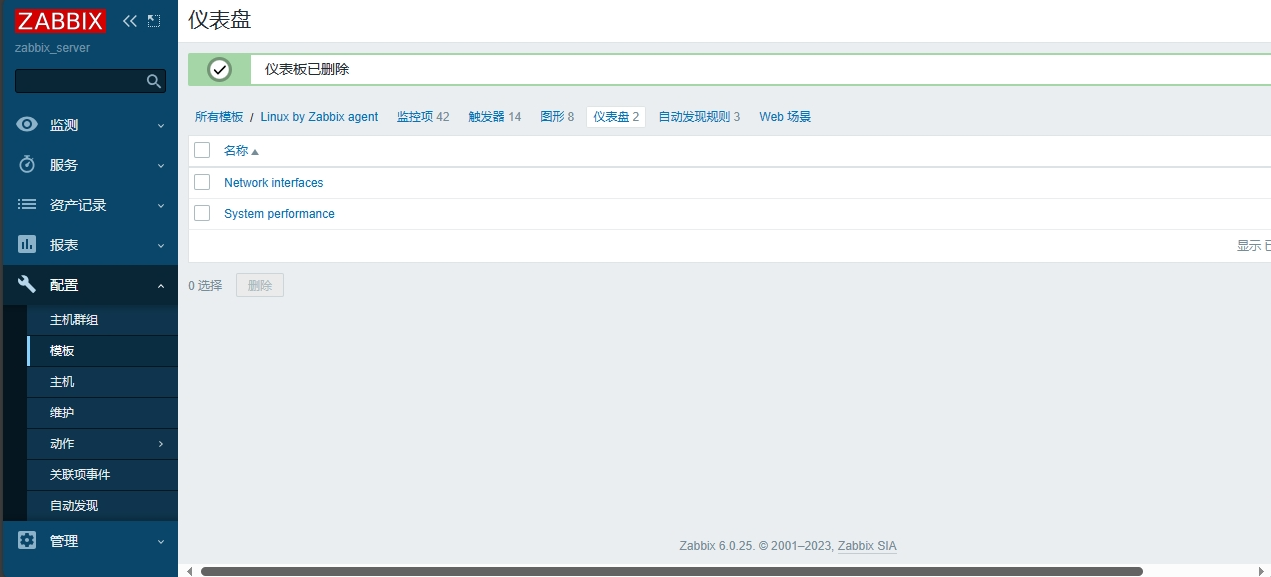 ZABBIX
zabbix_server
监测
服务
资产记录
报表
配置
主机群组
模板
主机
维护
动作
关联项事件
自动发现
管理
仪表盘
仪表板已删除
所有模板 / Linux by Zabbix agent 监控项 42 触发器 14 图形 8 仪表盘 2 自动发现规则 3 Web 场景
名称
Network interfaces
System performance
显示
0 选择 删除
Zabbix 6.0.25. © 2001–2023, Zabbix SIA